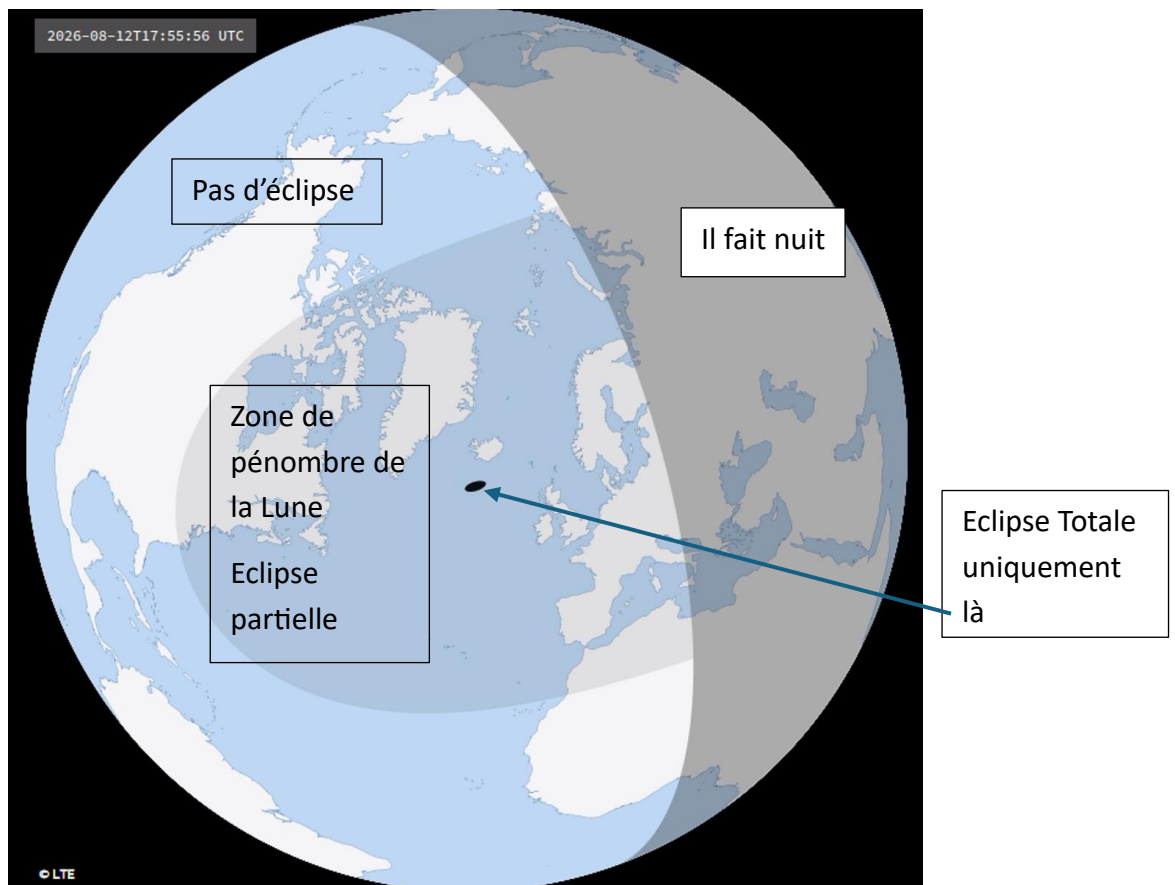 2026-08-12T17:55:56 UTC
Pas d’éclipse
Il fait nuit
Zone de
pénombre de
la Lune
Eclipse
partielle
Eclipse Totale
uniquement
là
© LTE